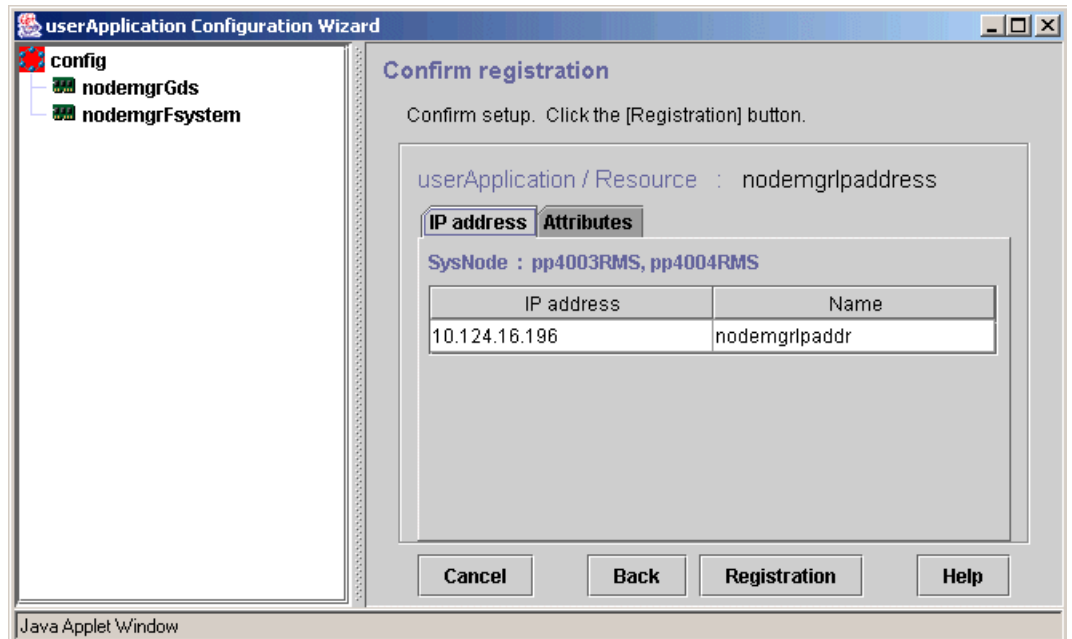 userApplication Configuration Wizard
config
nodemgrGds
nodemgrFsystem
Confirm registration
Confirm setup. Click the [Registration] button.
userApplication / Resource : nodemgrIpaddress
IP address Attributes
SysNode : pp4003RMS, pp4004RMS
IP address Name
10.124.16.196 nodemgrIpaddr
Cancel Back Registration Help
Java Applet Window